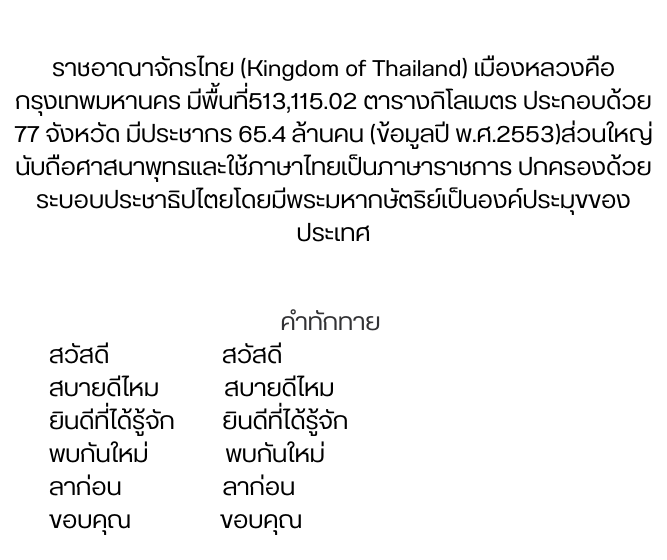 ราชอาณาจักรไทย (Kingdom of Thailand) เมืองหลวงคือ
กรุงเทพมหานคร มีพื้นที่513,115.02 ตารางกิโลเมตร ประกอบด้วย
77 จังหวัด มีประชากร 65.4 ล้านคน (ข้อมูลปี พ.ศ.2553)ส่วนใหญ่
นับถือศาสนาพุทธและใช้ภาษาไทยเป็นภาษาราชการ ปกครองด้วย
ระบอบประชาธิปไตยโดยมีพระมหากษัตริย์เป็นองค์ประมุขของ
ประเทศ
คำทักทาย
สวัสดี สวัสดี
สบายดีไหม สบายดีไหม
ยินดีที่ได้รู้จัก ยินดีที่ได้รู้จัก
พบกันใหม่ พบกันใหม่
ลาก่อน ลาก่อน
ขอบคุณ ขอบคุณ